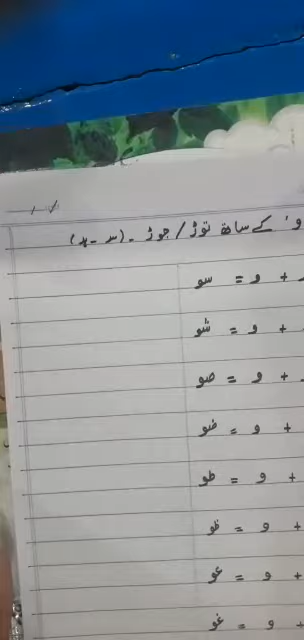 و' کے ساتھ توڑ / جوڑ -
+ و = سو
+ و = شو
+ و = صو
+ و = ضو
+ و = طو
+ و = ظو
+ و = عو
+ و = غو